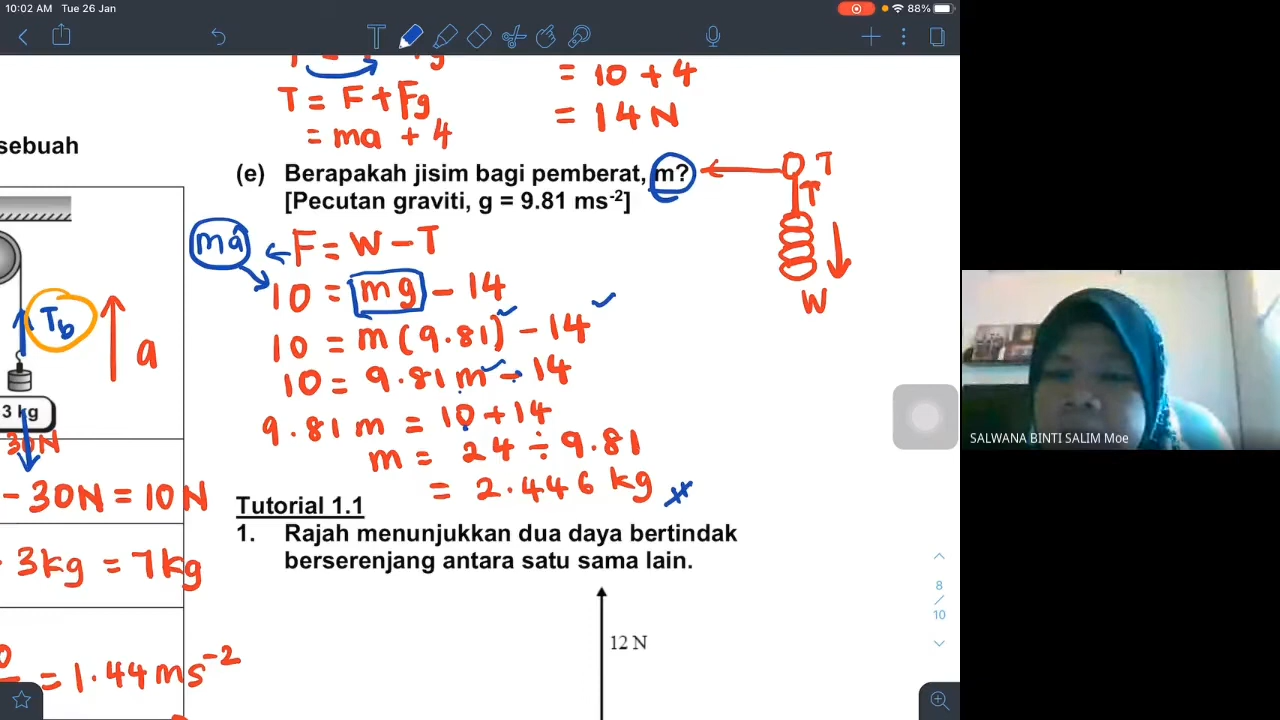 10:02 AM Tue 26 Jan
88%
T = F + Fg
= ma + 4
= 10 + 4
= 14 N
sebuah
(e) Berapakah jisim bagi pemberat, m?
[Pecutan graviti, g = 9.81 ms-2]
T
T
W
ma
F = W - T
10 = mg - 14
10 = m (9.81) - 14
10 = 9.81 m - 14
9.81 m = 10 + 14
m = 24 ÷ 9.81
= 2.446 kg
Tb
a
3 kg
30N
- 30N = 10 N
3kg = 7kg
= 1.44 ms-2
Tutorial 1.1
1. Rajah menunjukkan dua daya bertindak
berserenjang antara satu sama lain.
12 N
8
/
10
SALWANA BINTI SALIM Moe